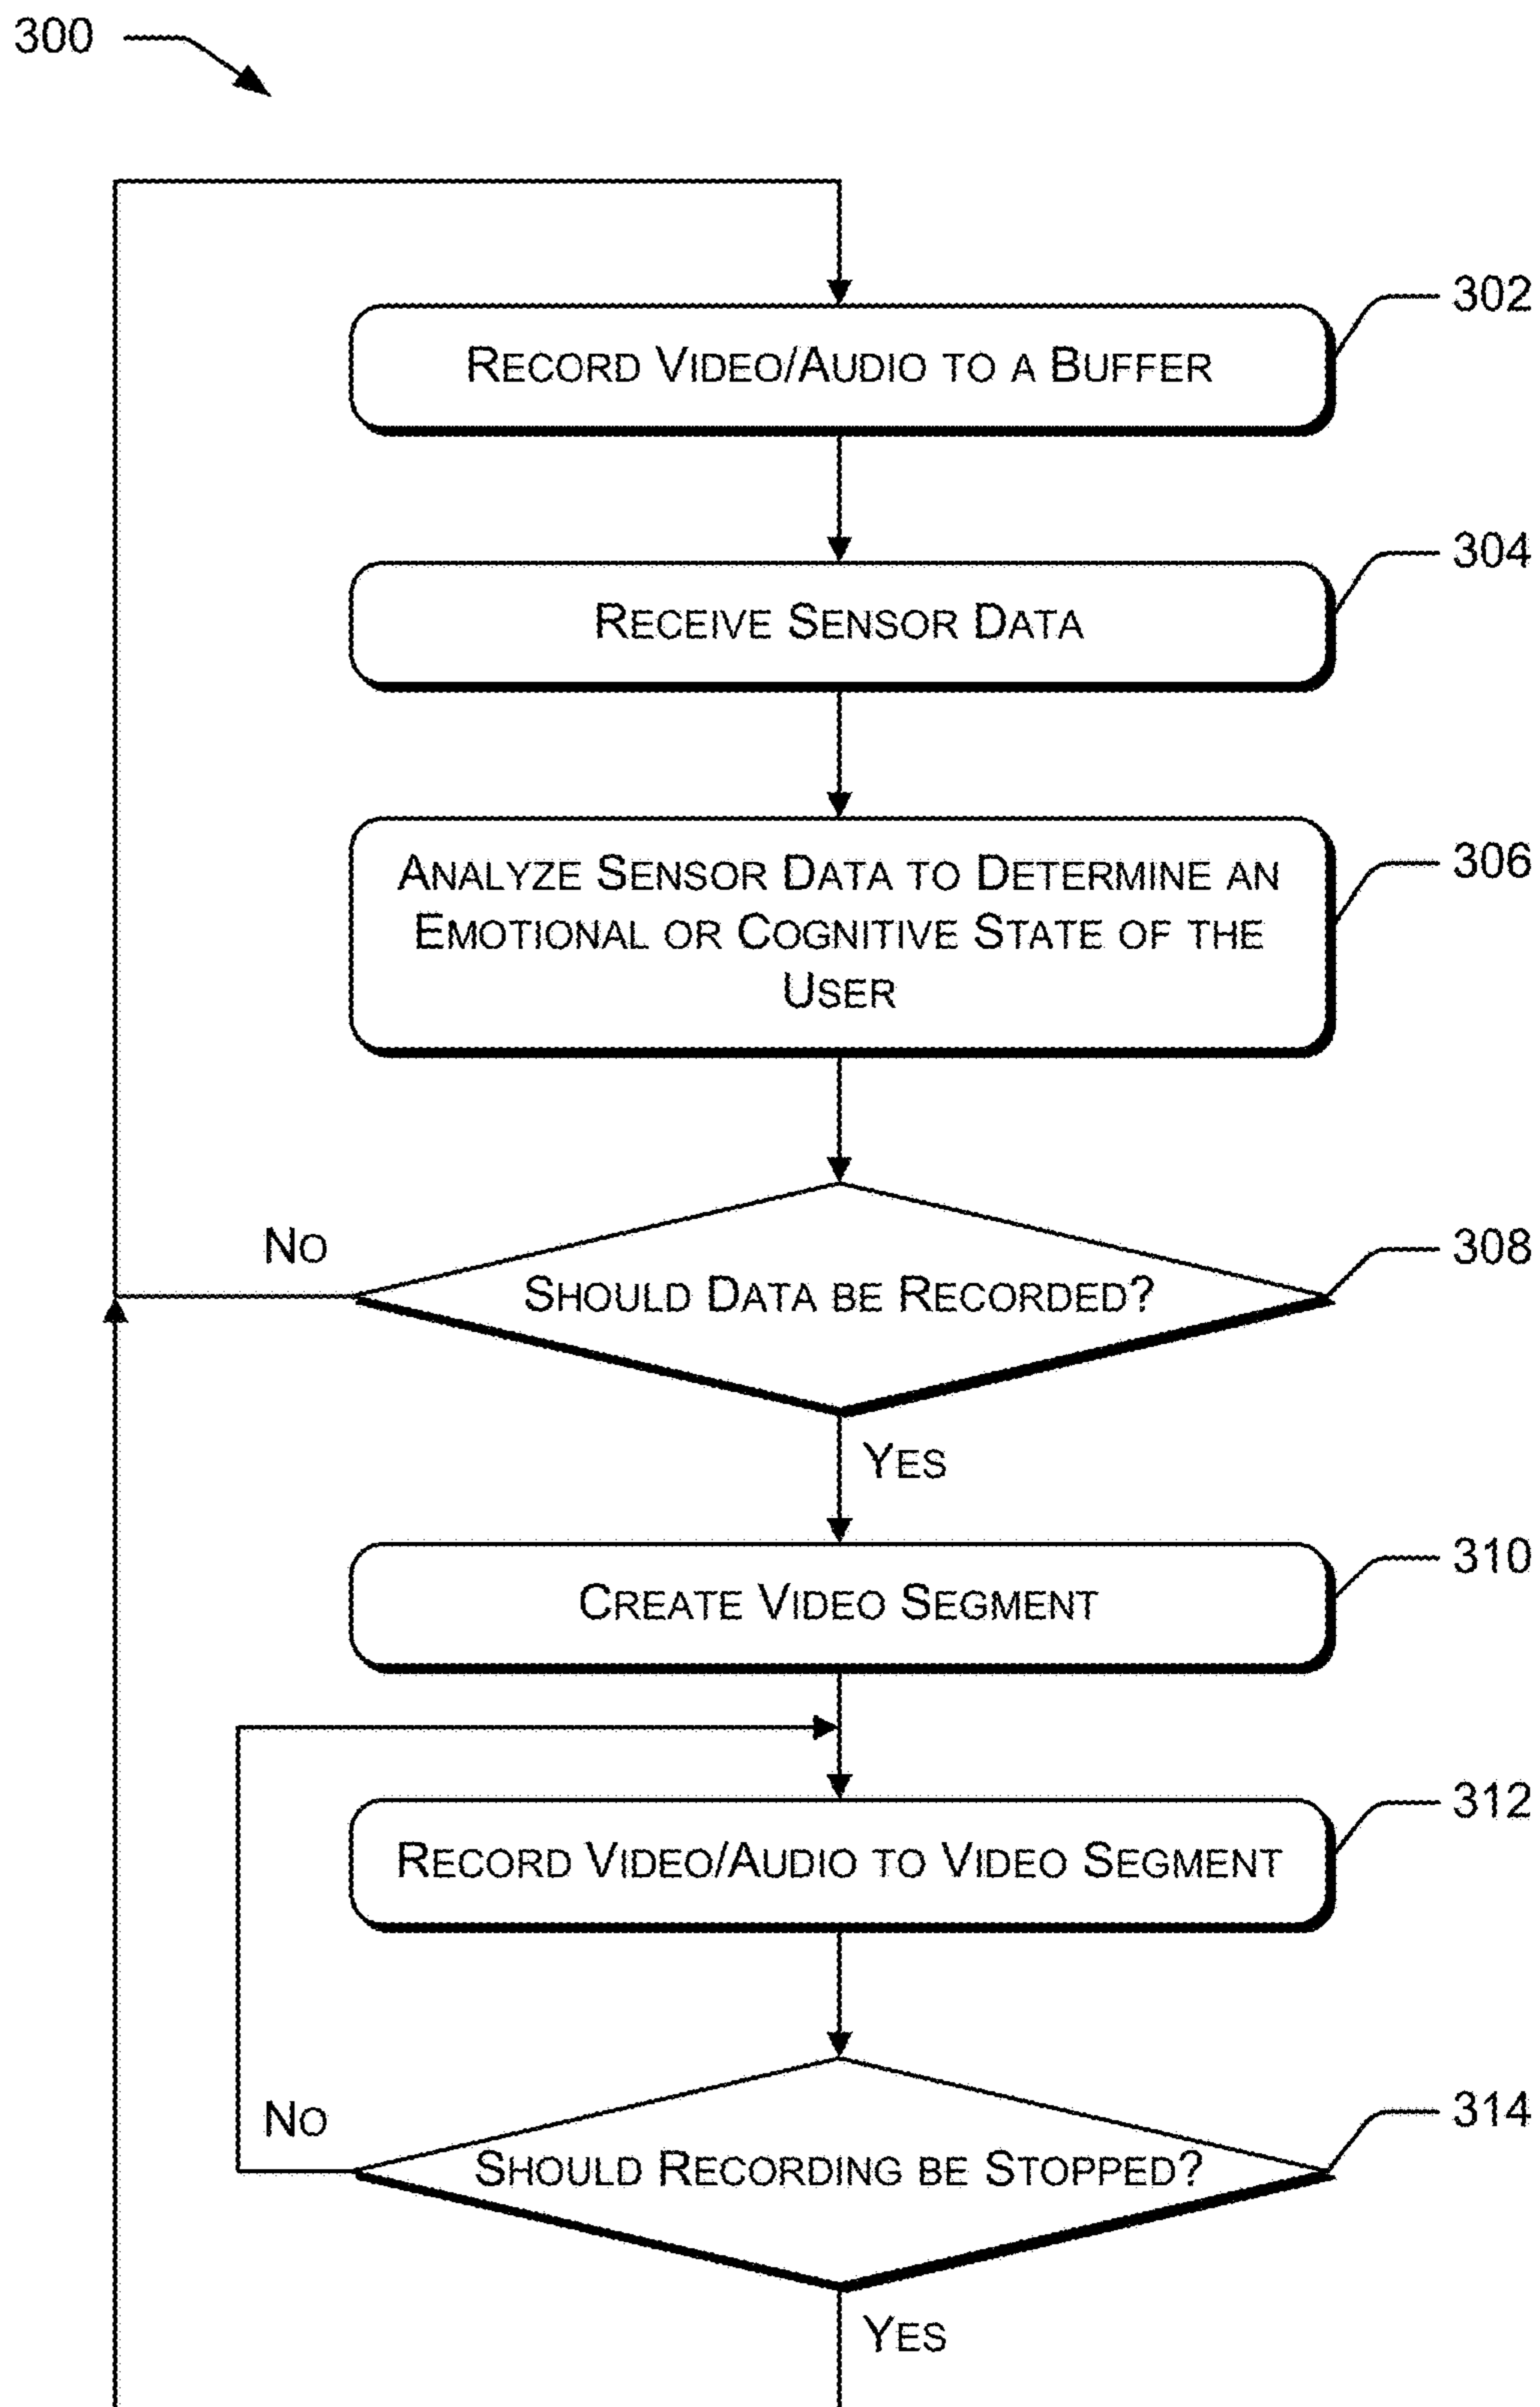 300
302
RECORD VIDEO/AUDIO TO A BUFFER
304
RECEIVE SENSOR DATA
306
ANALYZE SENSOR DATA TO DETERMINE AN
EMOTIONAL OR COGNITIVE STATE OF THE
USER
308
NO
SHOULD DATA BE RECORDED?
YES
310
CREATE VIDEO SEGMENT
312
RECORD VIDEO/AUDIO TO VIDEO SEGMENT
314
NO
SHOULD RECORDING BE STOPPED?
YES